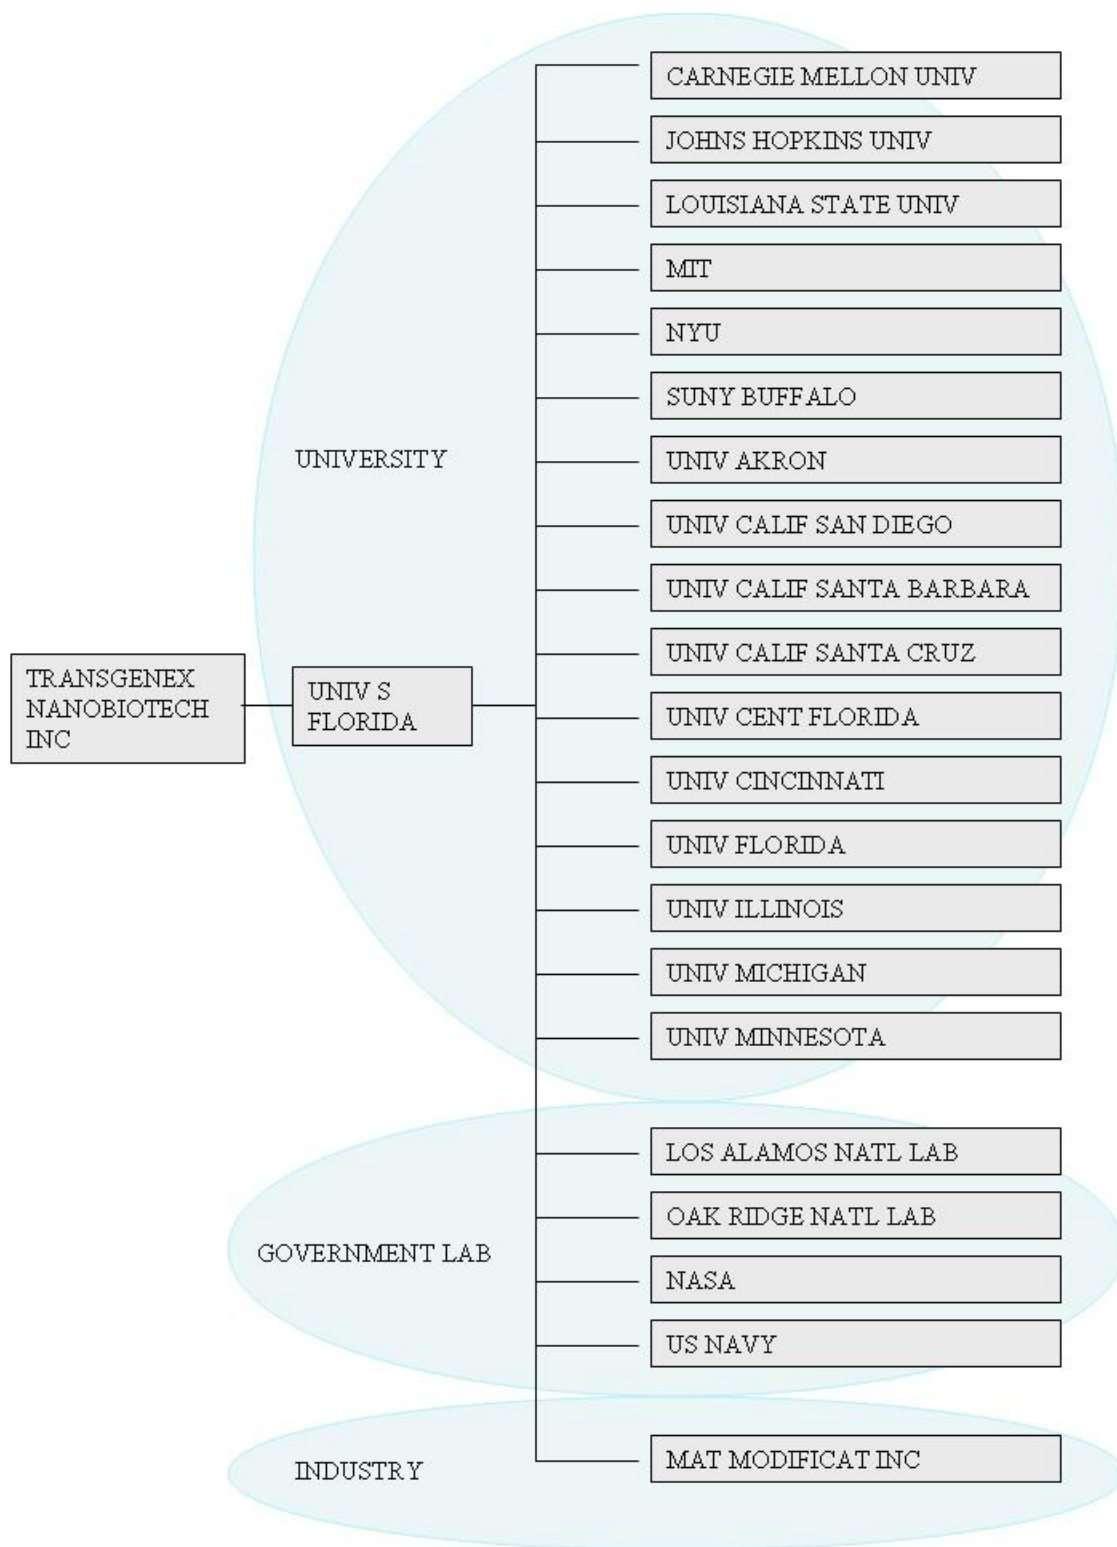 CARNEGIE MELLON UNIV
JOHNS HOPKINS UNIV
LOUISIANA STATE UNIV
MIT
NYU
SUNY BUFFALO
UNIVERSITY
UNIV AKRON
UNIV CALIF SAN DIEGO
UNIV CALIF SANTA BARBARA
UNIV CALIF SANTA CRUZ
TRANSGENEX
NANOBIOTECH
INC
UNIV S
FLORIDA
UNIV CENT FLORIDA
UNIV CINCINNATI
UNIV FLORIDA
UNIV ILLINOIS
UNIV MICHIGAN
UNIV MINNESOTA
LOS ALAMOS NATL LAB
OAK RIDGE NATL LAB
GOVERNMENT LAB
NASA
US NAVY
INDUSTRY
MAT MODIFICAT INC